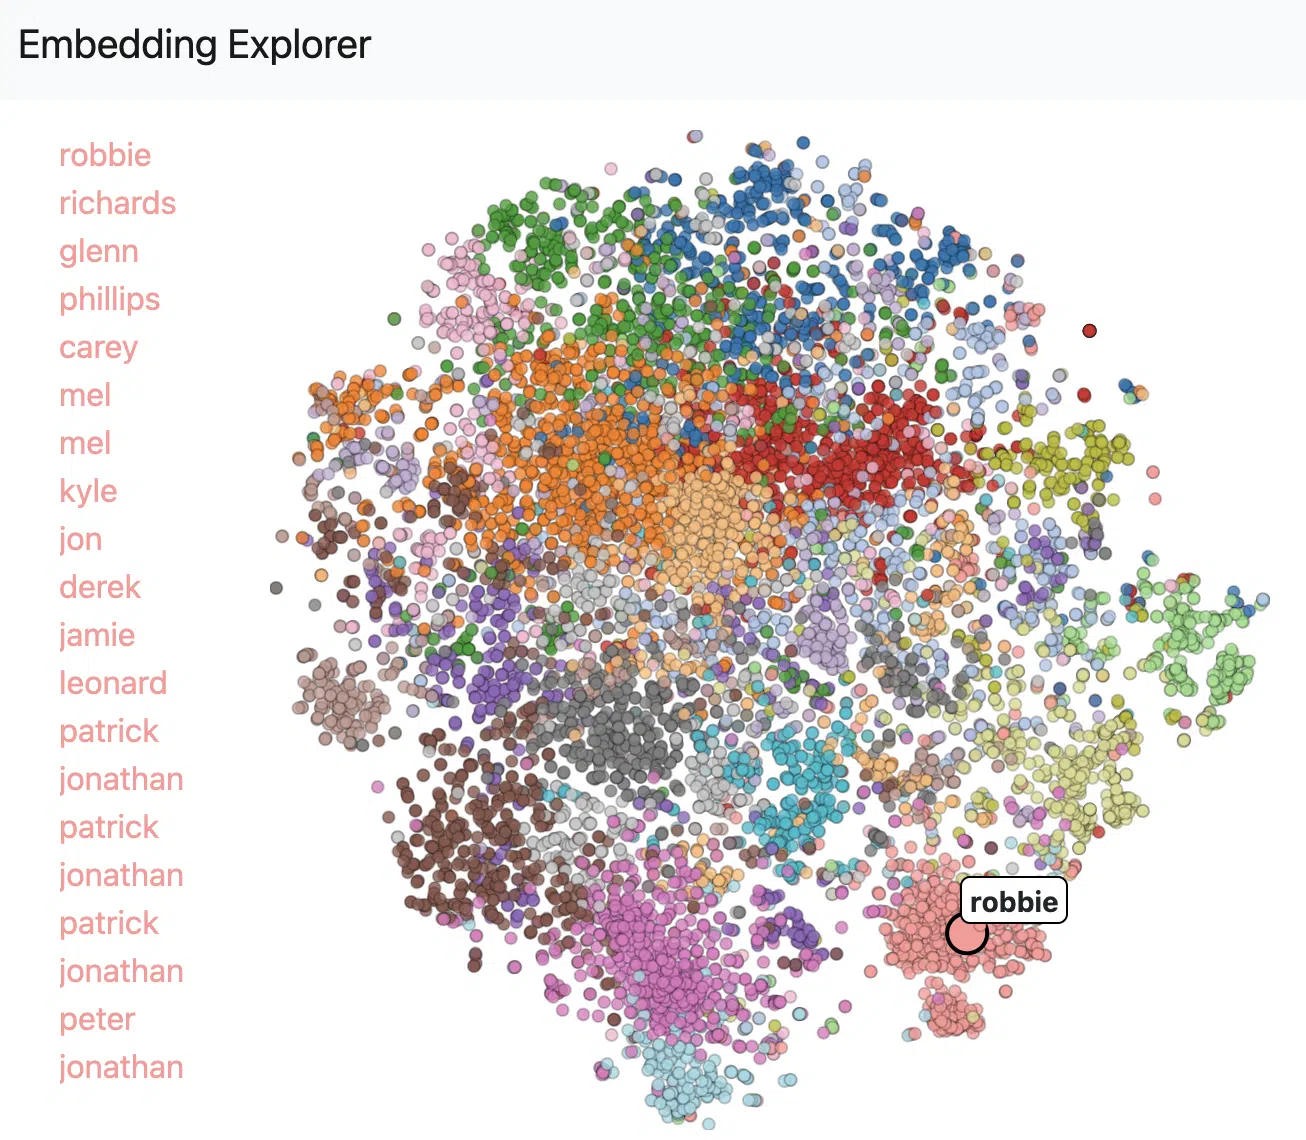 Embedding Explorer
robbie
richards
glenn
phillips
carey
mel
mel
kyle
jon
derek
jamie
leonard
patrick
jonathan
patrick
jonathan
patrick
jonathan
peter
jonathan
robbie